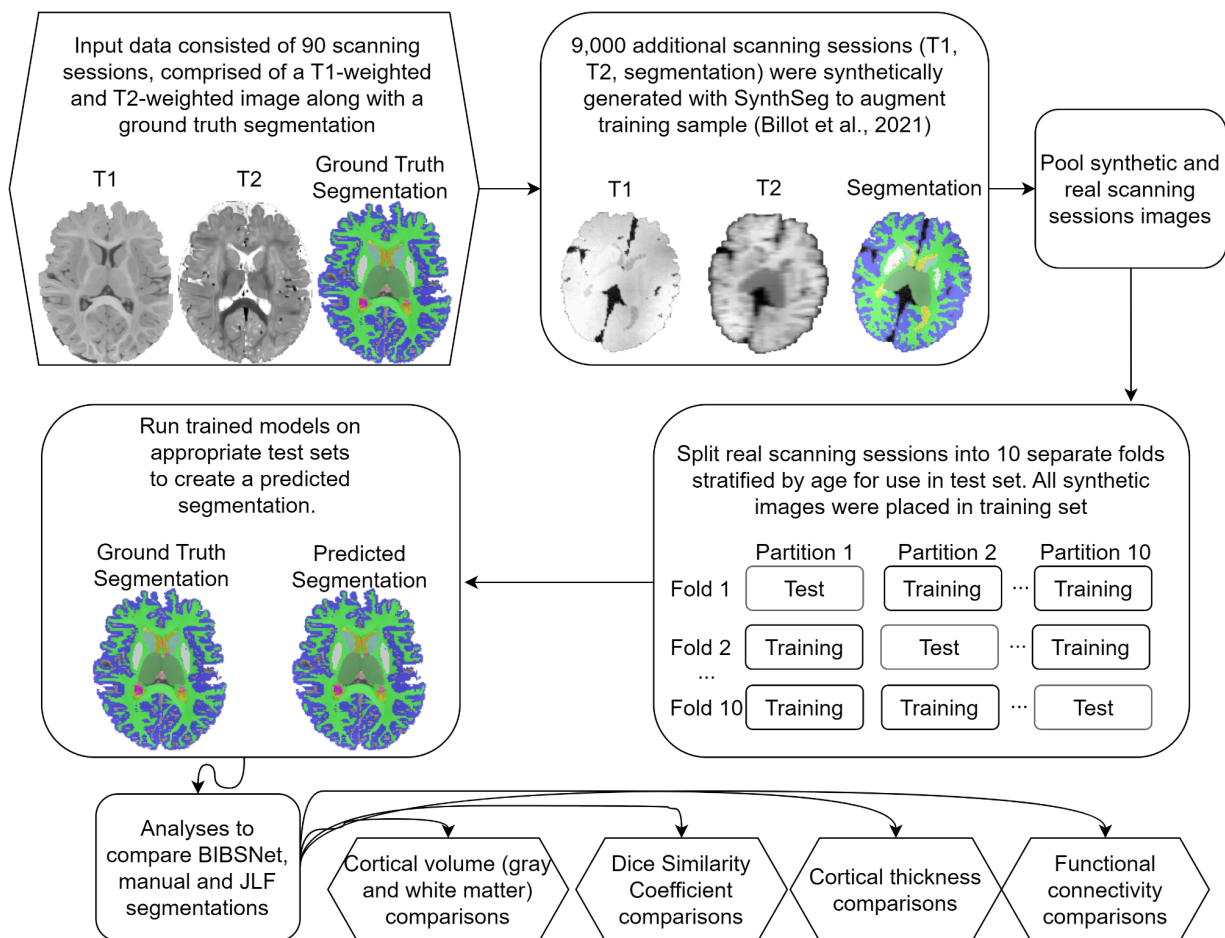 Input data consisted of 90 scanning
sessions, comprised of a T1-weighted
and T2-weighted image along with a
ground truth segmentation
T1
T2
Ground Truth
Segmentation
9,000 additional scanning sessions (T1,
T2, segmentation) were synthetically
generated with SynthSeg to augment
training sample (Billot et al., 2021)
T1
T2
Segmentation
Pool synthetic and
real scanning
sessions images
Split real scanning sessions into 10 separate folds
stratified by age for use in test set. All synthetic
images were placed in training set
Partition 1 Partition 2 Partition 10
Fold 1 Test Training ... Training
Fold 2 Training Test ... Training
...
Fold 10 Training Training ... Test
Run trained models on
appropriate test sets
to create a predicted
segmentation.
Ground Truth
Segmentation
Predicted
Segmentation
Analyses to
compare BIBSNet,
manual and JLF
segmentations
Cortical volume (gray
and white matter)
comparisons
Dice Similarity
Coefficient
comparisons
Cortical thickness
comparisons
Functional
connectivity
comparisons